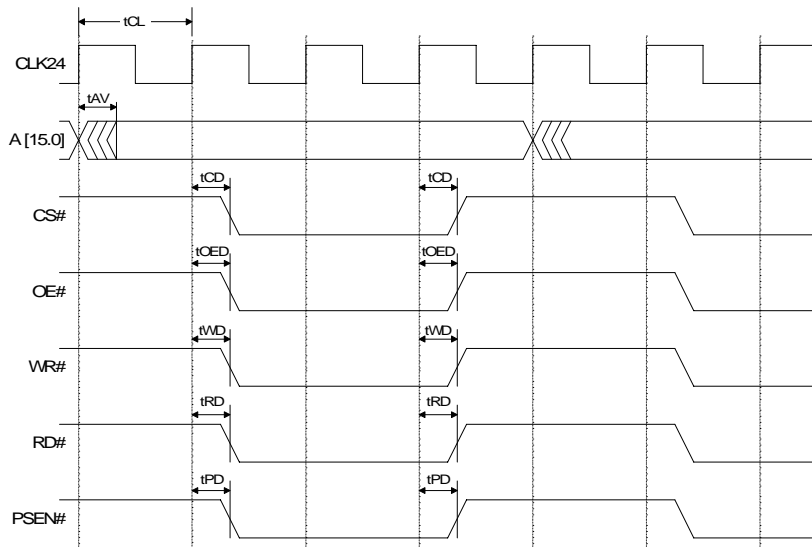 tCL
CLK24
tAV
A [15.0]
tCD tCD
CS#
tOED tOED
OE#
tWD tWD
WR#
tRD tRD
RD#
tPD tPD
PSEN#